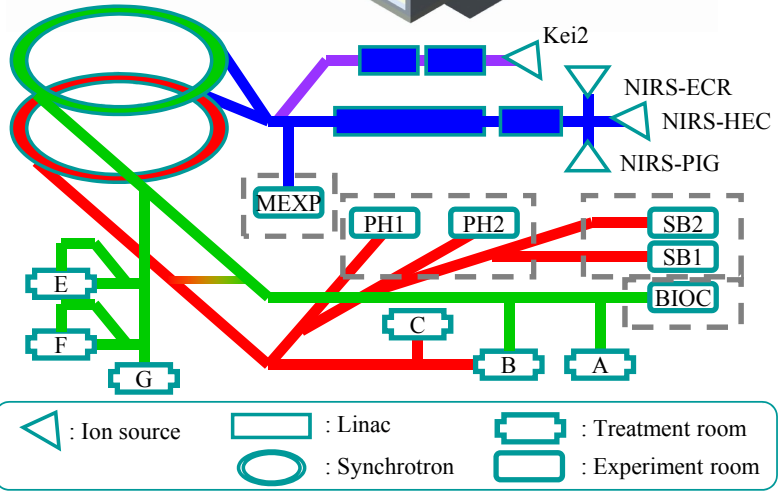 Kei2
NIRS-ECR
NIRS-HEC
NIRS-PIG
MEXP
PH1
PH2
SB2
SB1
BIOC
E
F
G
C
B
A
: Ion source
: Linac
: Treatment room
: Synchrotron
: Experiment room